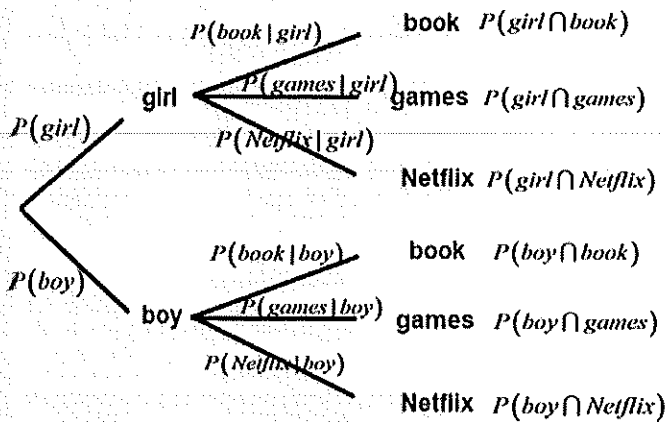 P(book | girl) book P(girl⋂book)
girl P(games | girl) games P(girl⋂games)
P(girl)
P(Netflix | girl)
Netflix P(girl⋂Netflix)
P(book | boy) book P(boy⋂book)
P(boy)
boy P(games | boy) games P(boy⋂games)
P(Netflix | boy)
Netflix P(boy⋂Netflix)